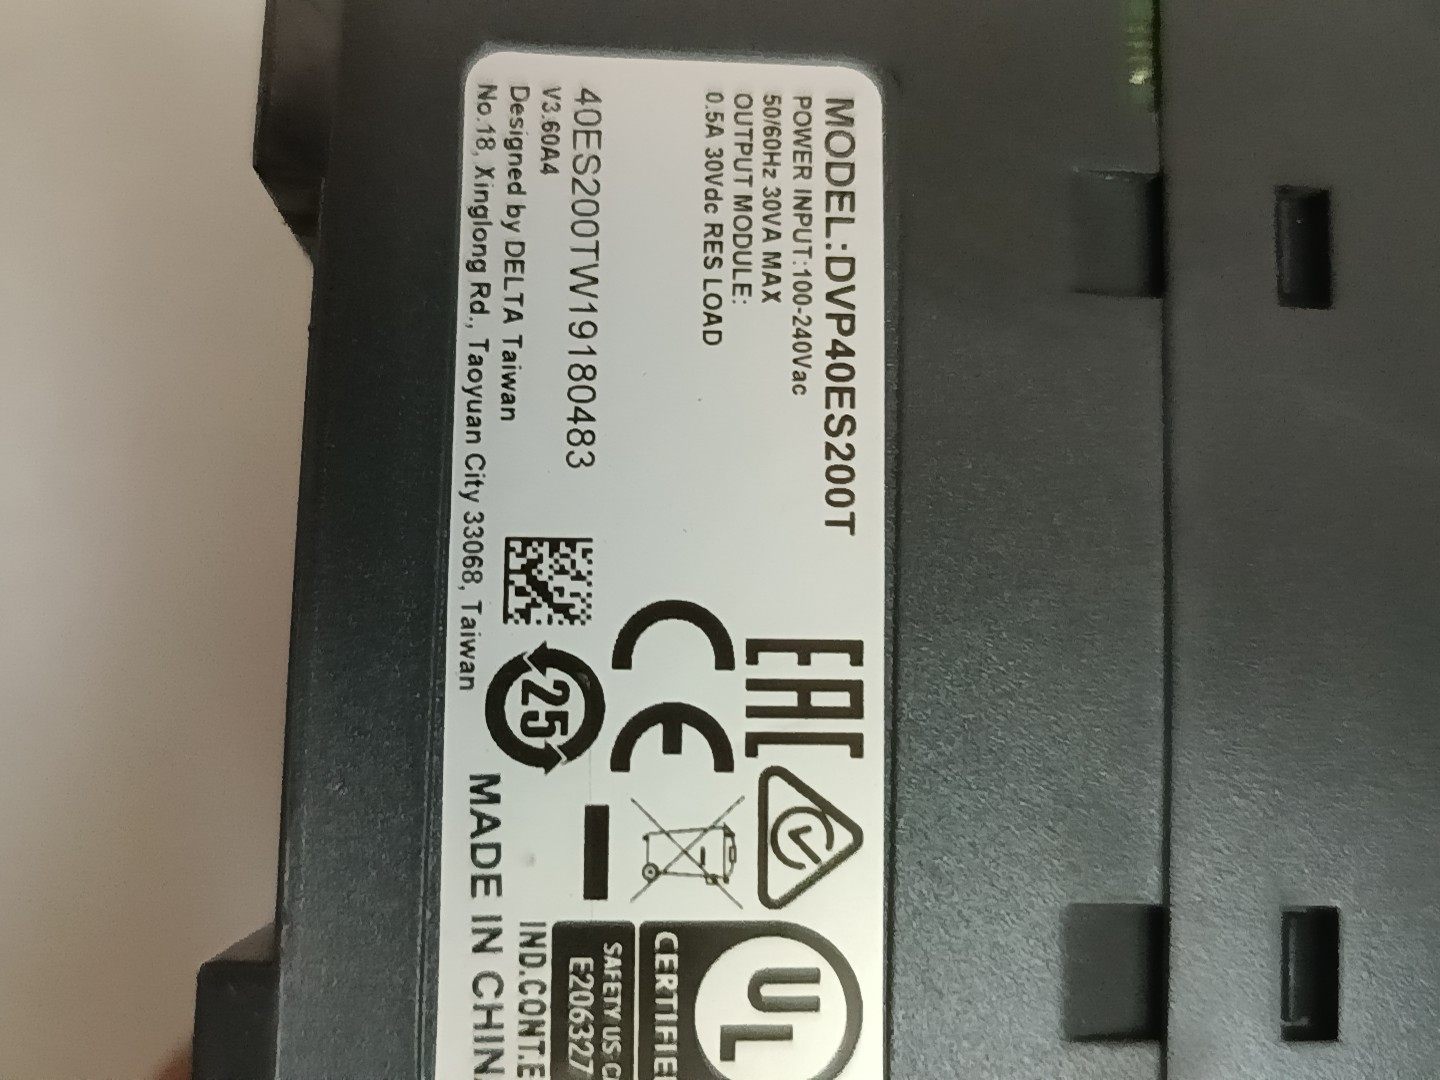 MODEL:DVP40ES200T
POWER INPUT:100-240Vac
50/60Hz 30VA MAX
OUTPUT MODULE:
0.5A 30Vdc RES LOAD
40ES200TW19180483
V3.60A4
Designed by DELTA Taiwan
No.18, Xinglong Rd., Taoyuan City 33068, Taiwan
EAC
CE
25
MADE IN
UL
SAFETY US
E206327
IND.CONT.